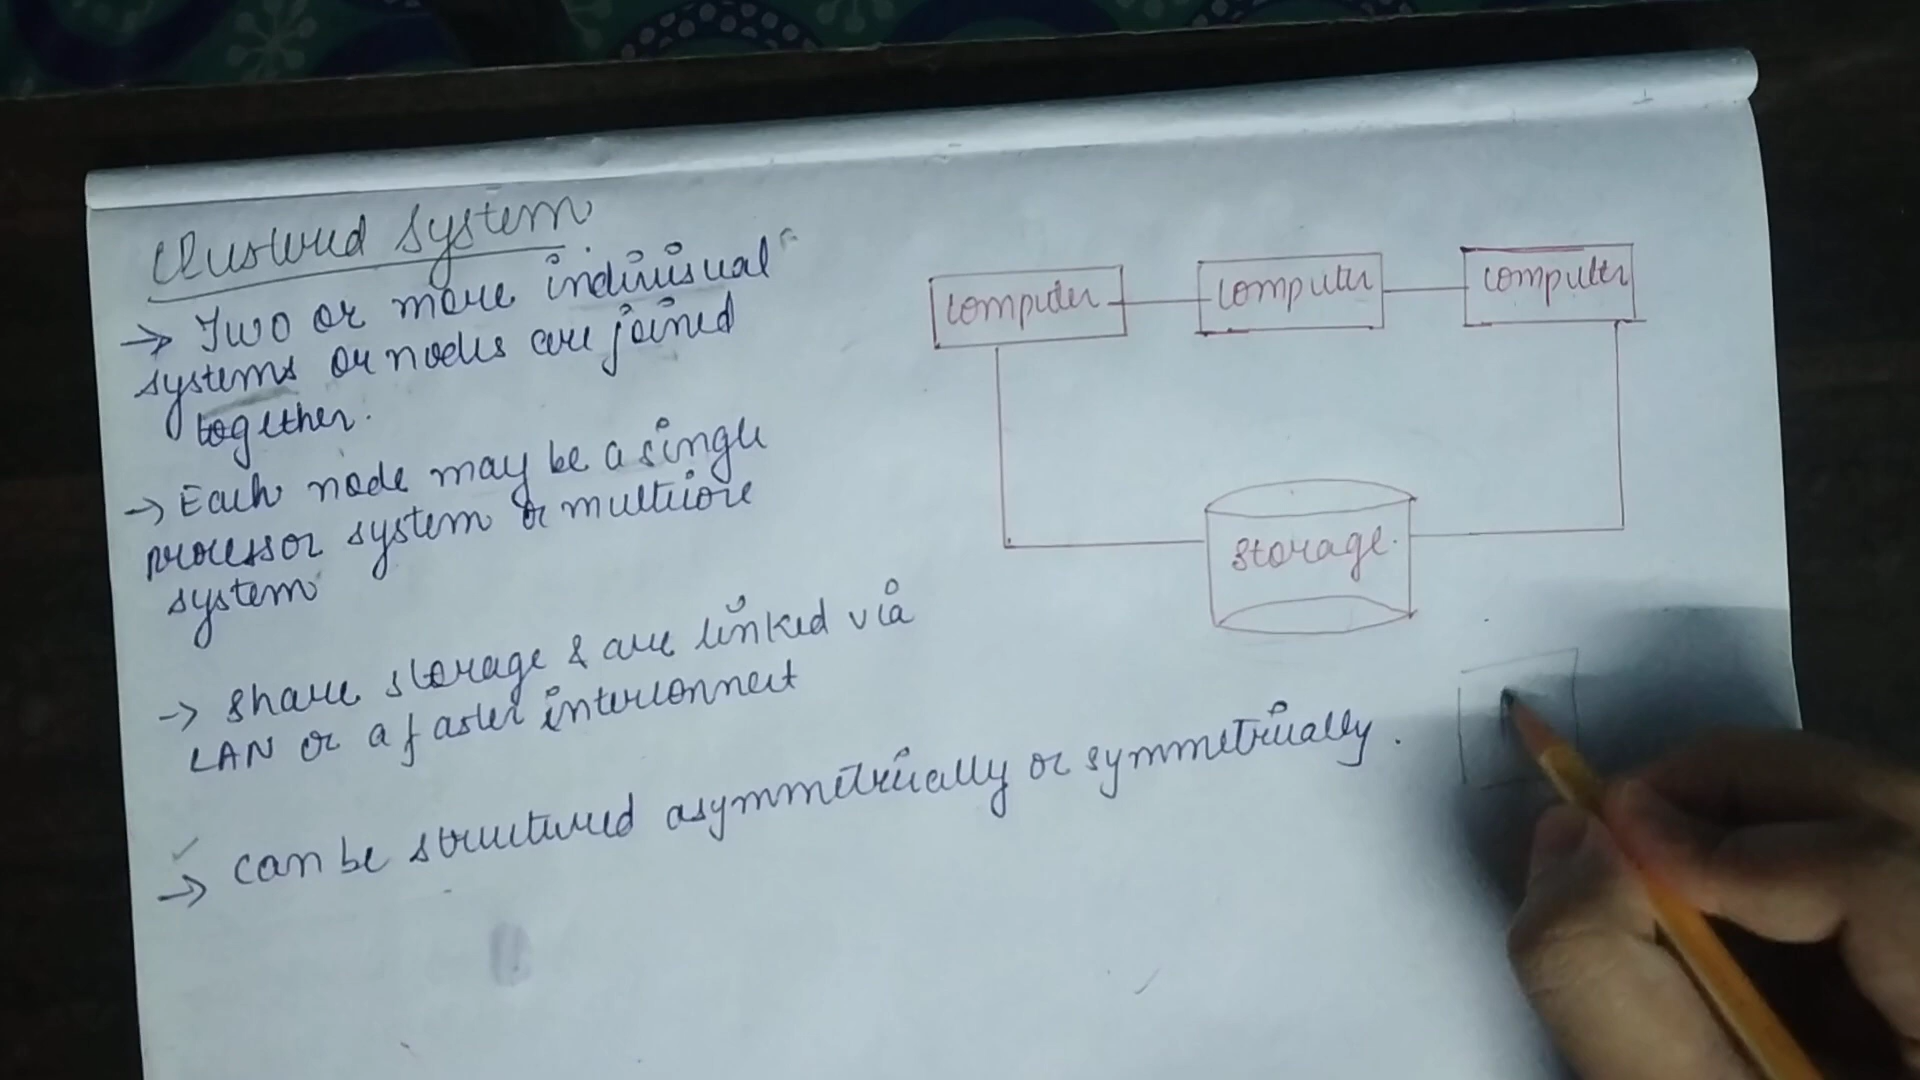 Clustered System
→ Two or more indivisual
systems or nodes are joined
together.
→ Each node may be a single
processor system or multicore
system
→ Share storage & are linked via
LAN or a faster interconnect
→ can be structured asymmetrically or symmetrically.
computer
computer
computer
storage.